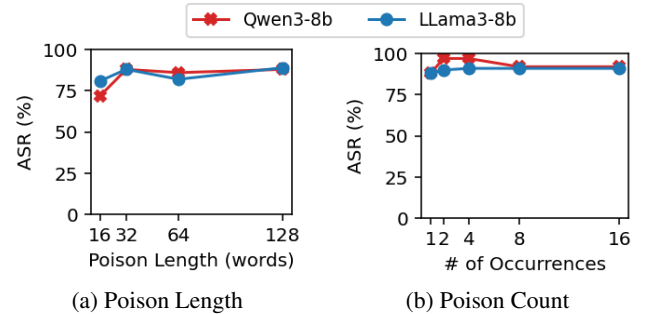 Qwen3-8b LLama3-8b
100
75
50
25
0
ASR (%)
16 32 64 128
Poison Length (words)
(a) Poison Length
100
75
50
25
0
ASR (%)
1 2 4 8 16
# of Occurrences
(b) Poison Count